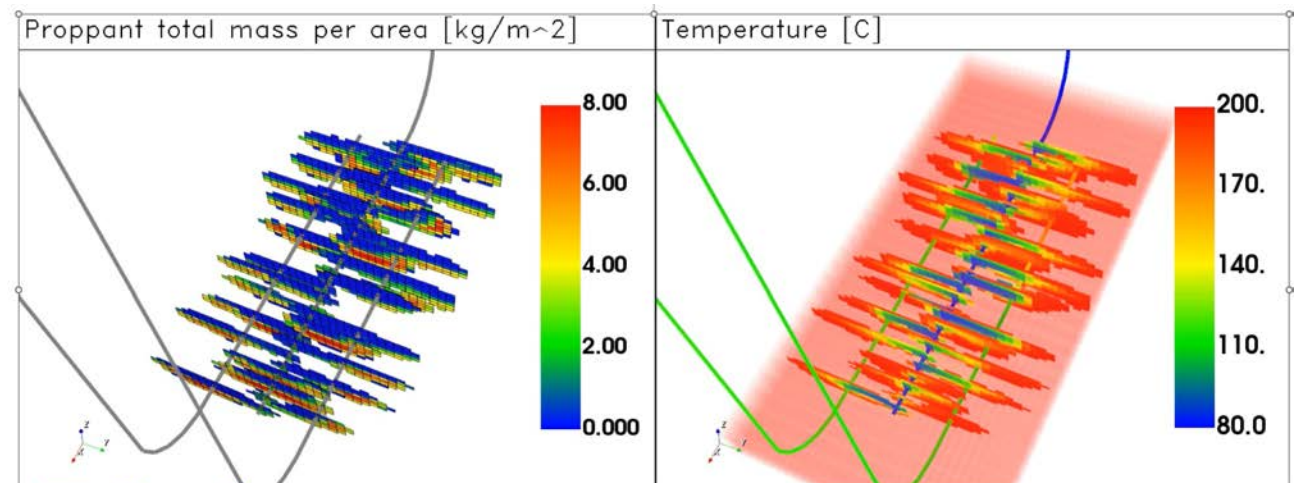 Proppant total mass per area [kg/m^2]
8.00
6.00
4.00
2.00
0.000
z
x
y
Temperature [C]
200.
170.
140.
110.
80.0
z
x
y